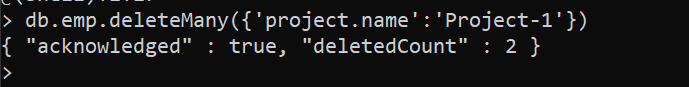 > db.emp.deleteMany({'project.name':'Project-1'})
{ "acknowledged" : true, "deletedCount" : 2 }
>